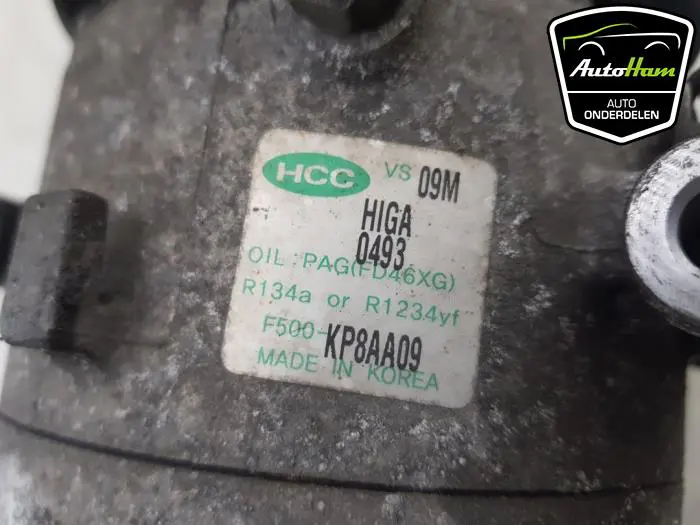 HCC VS 09M
HIGA
0493
OIL : PAG(FD46XG)
R134a or R1234yf
F500-KP8AA09
MADE IN KOREA
AutoHam
AUTO
ONDERDELEN